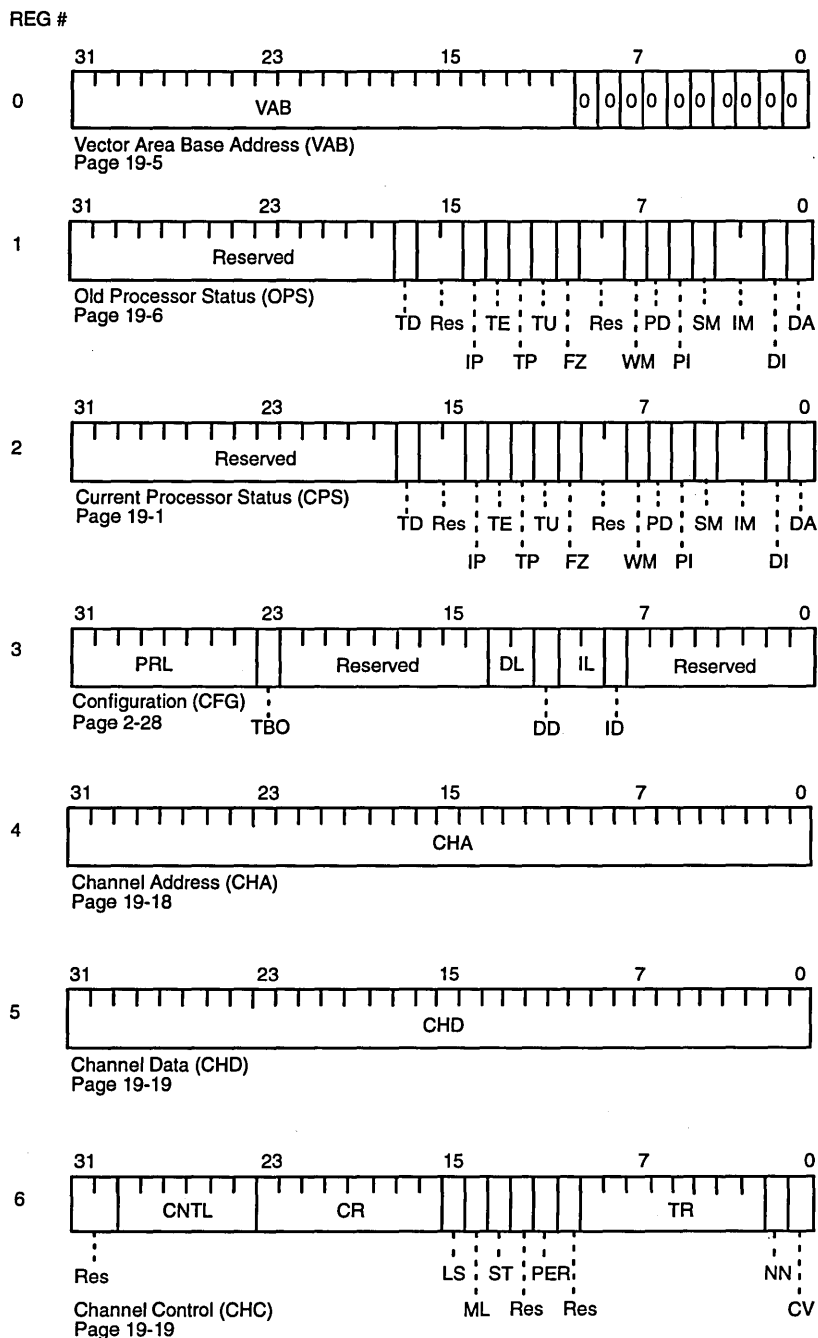 REG #
31 23 15 7 0
0 VAB 0 0 0 0 0 0 0 0 0 0
Vector Area Base Address (VAB)
Page 19-5
31 23 15 7 0
1 Reserved
Old Processor Status (OPS)
Page 19-6
TD Res TE TU Res PD SM IM DA
IP TP FZ WM PI DI
31 23 15 7 0
2 Reserved
Current Processor Status (CPS)
Page 19-1
TD Res TE TU Res PD SM IM DA
IP TP FZ WM PI DI
31 23 15 7 0
3 PRL Reserved DL IL Reserved
Configuration (CFG)
Page 2-28
TBO DD ID
31 23 15 7 0
4 CHA
Channel Address (CHA)
Page 19-18
31 23 15 7 0
5 CHD
Channel Data (CHD)
Page 19-19
31 23 15 7 0
6 CNTL CR TR
Res LS ST PER NN
ML Res Res CV
Channel Control (CHC)
Page 19-19